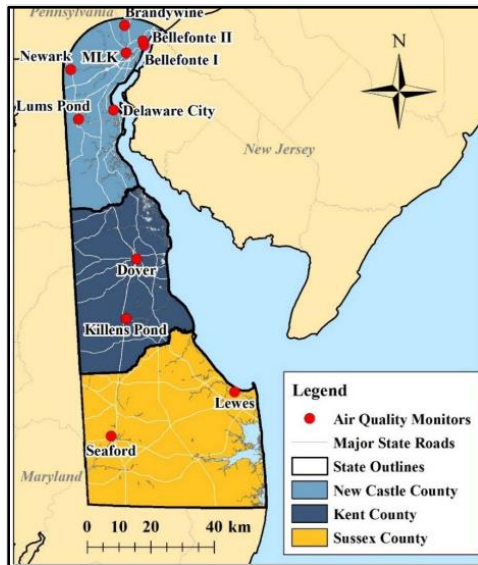 Pennsylvania
Brandywine
Bellefonte II
Newark
MLK
Bellefonte I
N
Lums Pond
Delaware City
New Jersey
Dover
Killens Pond
Lewes
Seaford
Maryland
Legend
Air Quality Monitors
Major State Roads
State Outlines
New Castle County
Kent County
Sussex County
0 10 20 40 km